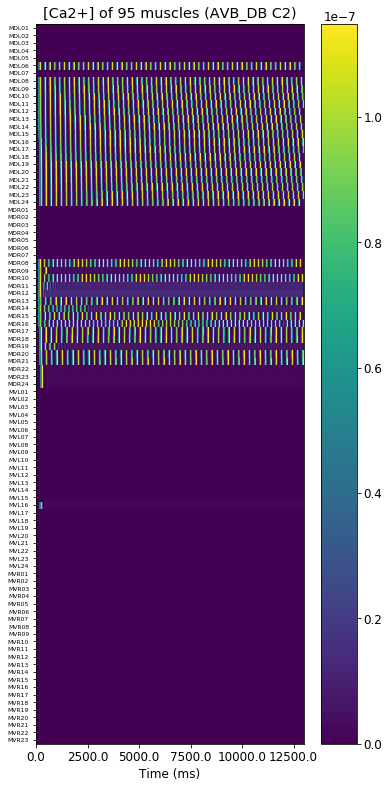 [Ca2+] of 95 muscles (AVB_DB C2)
1e−7
MDL01
MDL02
MDL03
MDL04
MDL05
MDL06
MDL07
MDL08
MDL09
MDL10
MDL11
MDL12
MDL13
MDL14
MDL15
MDL16
MDL17
MDL18
MDL19
MDL20
MDL21
MDL22
MDL23
MDL24
MDR01
MDR02
MDR03
MDR04
MDR05
MDR06
MDR07
MDR08
MDR09
MDR10
MDR11
MDR12
MDR13
MDR14
MDR15
MDR16
MDR17
MDR18
MDR19
MDR20
MDR21
MDR22
MDR23
MDR24
MVL01
MVL02
MVL03
MVL04
MVL05
MVL06
MVL07
MVL08
MVL09
MVL10
MVL11
MVL12
MVL13
MVL14
MVL15
MVL16
MVL17
MVL18
MVL19
MVL20
MVL21
MVL22
MVL23
MVL24
MVR01
MVR02
MVR03
MVR04
MVR05
MVR06
MVR07
MVR08
MVR09
MVR10
MVR11
MVR12
MVR13
MVR14
MVR15
MVR16
MVR17
MVR18
MVR19
MVR20
MVR21
MVR22
MVR23
0.0 2500.0 5000.0 7500.0 10000.0 12500.0
Time (ms)
1.0
0.8
0.6
0.4
0.2
0.0